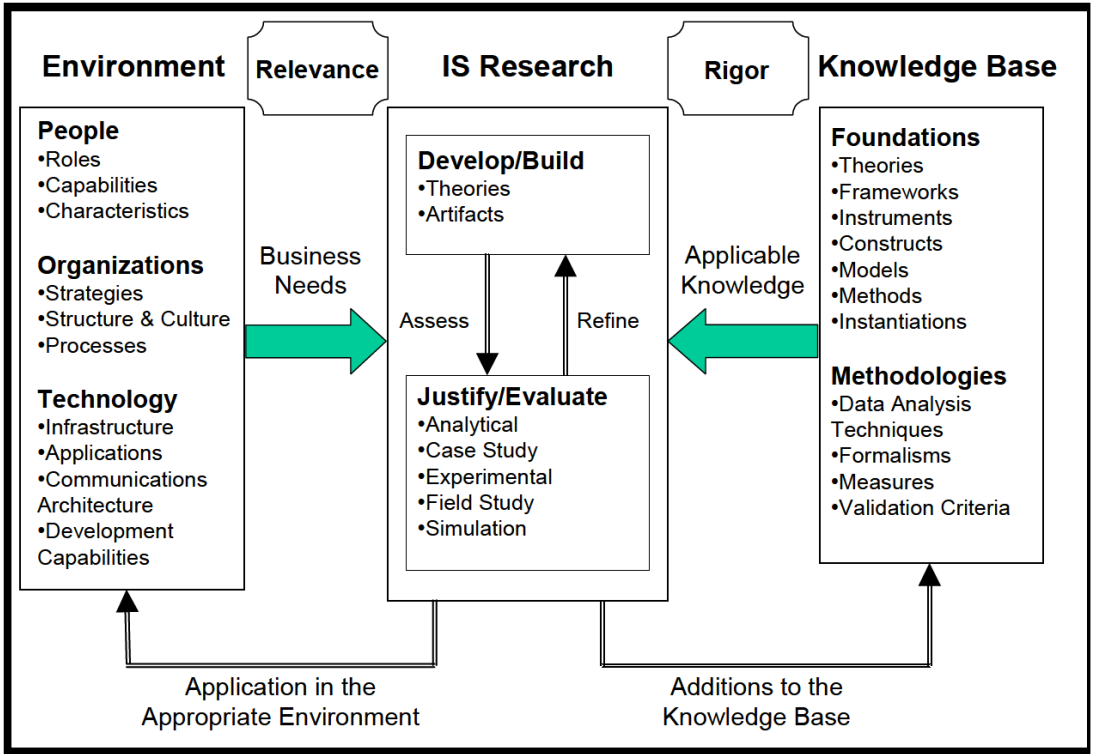 Environment
Relevance
IS Research
Rigor
Knowledge Base
People
•Roles
•Capabilities
•Characteristics
Organizations
•Strategies
•Structure & Culture
•Processes
Technology
•Infrastructure
•Applications
•Communications
Architecture
•Development
Capabilities
Business
Needs
Develop/Build
•Theories
•Artifacts
Assess
Refine
Justify/Evaluate
•Analytical
•Case Study
•Experimental
•Field Study
•Simulation
Applicable
Knowledge
Foundations
•Theories
•Frameworks
•Instruments
•Constructs
•Models
•Methods
•Instantiations
Methodologies
•Data Analysis
Techniques
•Formalisms
•Measures
•Validation Criteria
Application in the
Appropriate Environment
Additions to the
Knowledge Base